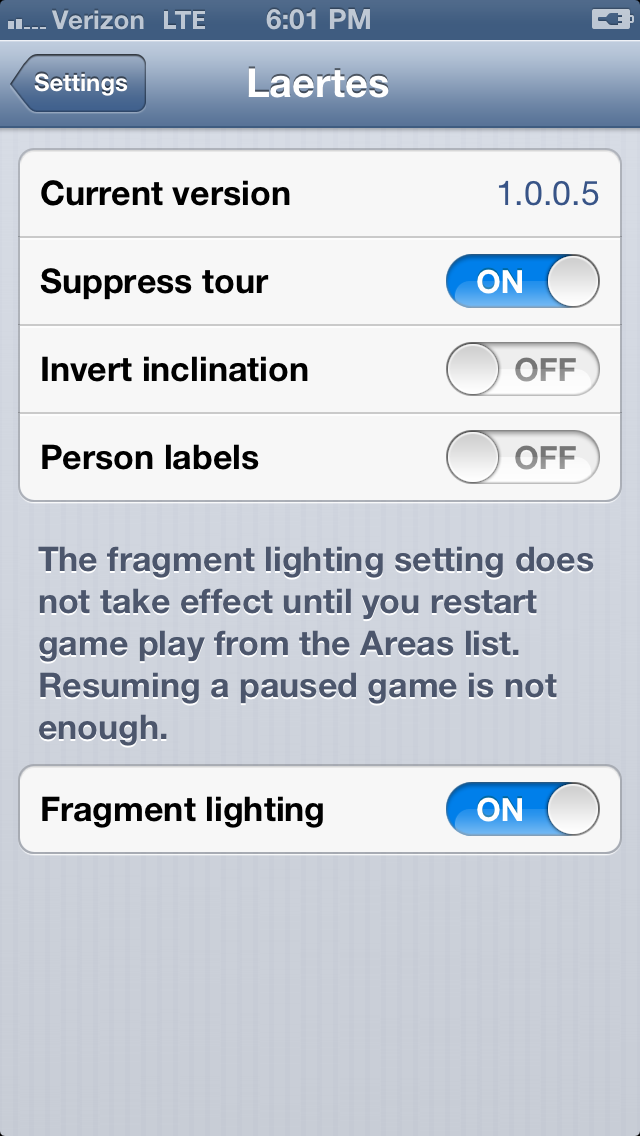 Verizon LTE 6:01 PM
Settings Laertes
Current version 1.0.0.5
Suppress tour ON
Invert inclination OFF
Person labels OFF
The fragment lighting setting does
not take effect until you restart
game play from the Areas list.
Resuming a paused game is not
enough.
Fragment lighting ON